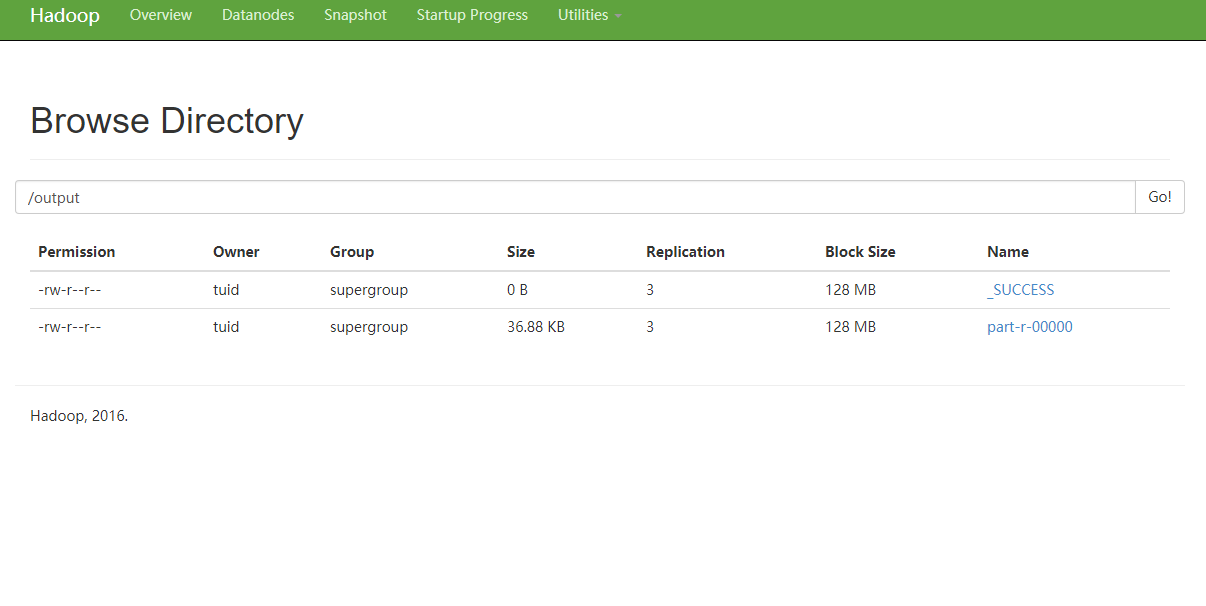 Hadoop Overview Datanodes Snapshot Startup Progress Utilities
Browse Directory
/output Go!
Permission Owner Group Size Replication Block Size Name
-rw-r--r-- tuid supergroup 0 B 3 128 MB _SUCCESS
-rw-r--r-- tuid supergroup 36.88 KB 3 128 MB part-r-00000
Hadoop, 2016.